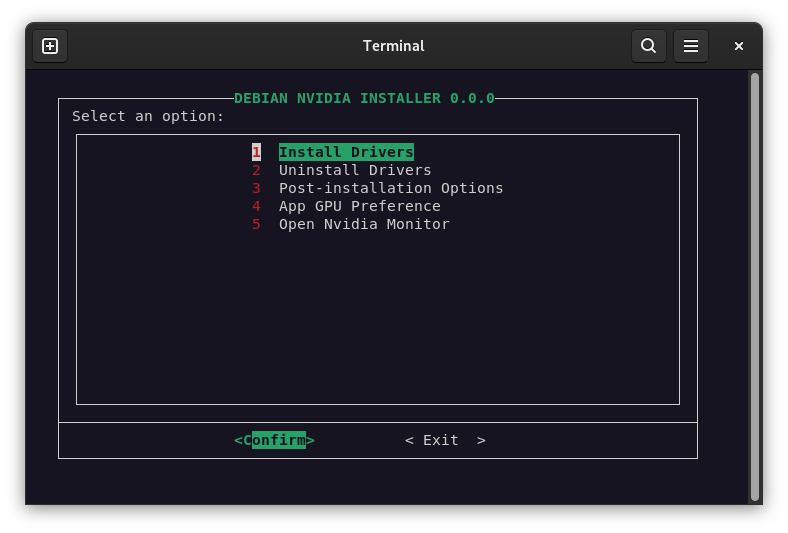 Terminal
DEBIAN NVIDIA INSTALLER 0.0.0
Select an option:
1 Install Drivers
2 Uninstall Drivers
3 Post-installation Options
4 App GPU Preference
5 Open Nvidia Monitor
<Confirm> < Exit >